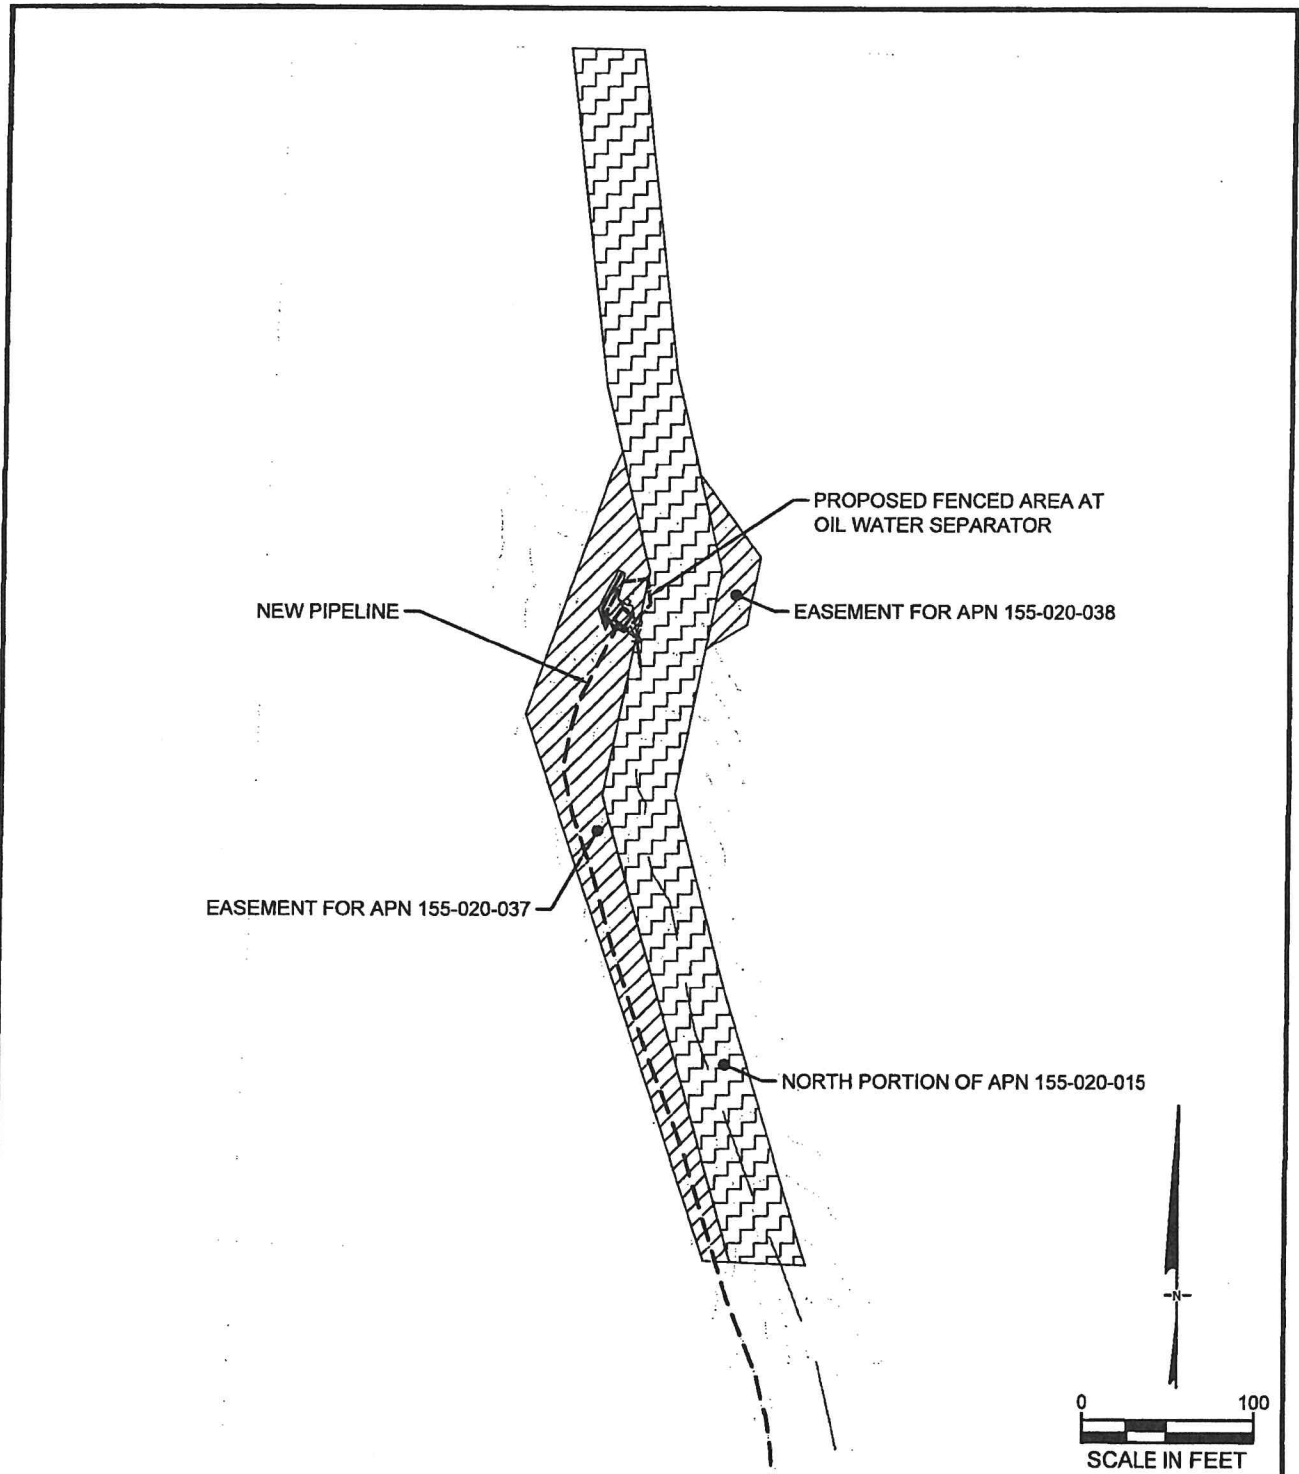 PROPOSED FENCED AREA AT
OIL WATER SEPARATOR
NEW PIPELINE
EASEMENT FOR APN 155-020-038
EASEMENT FOR APN 155-020-037
NORTH PORTION OF APN 155-020-015
N
0 100
SCALE IN FEET